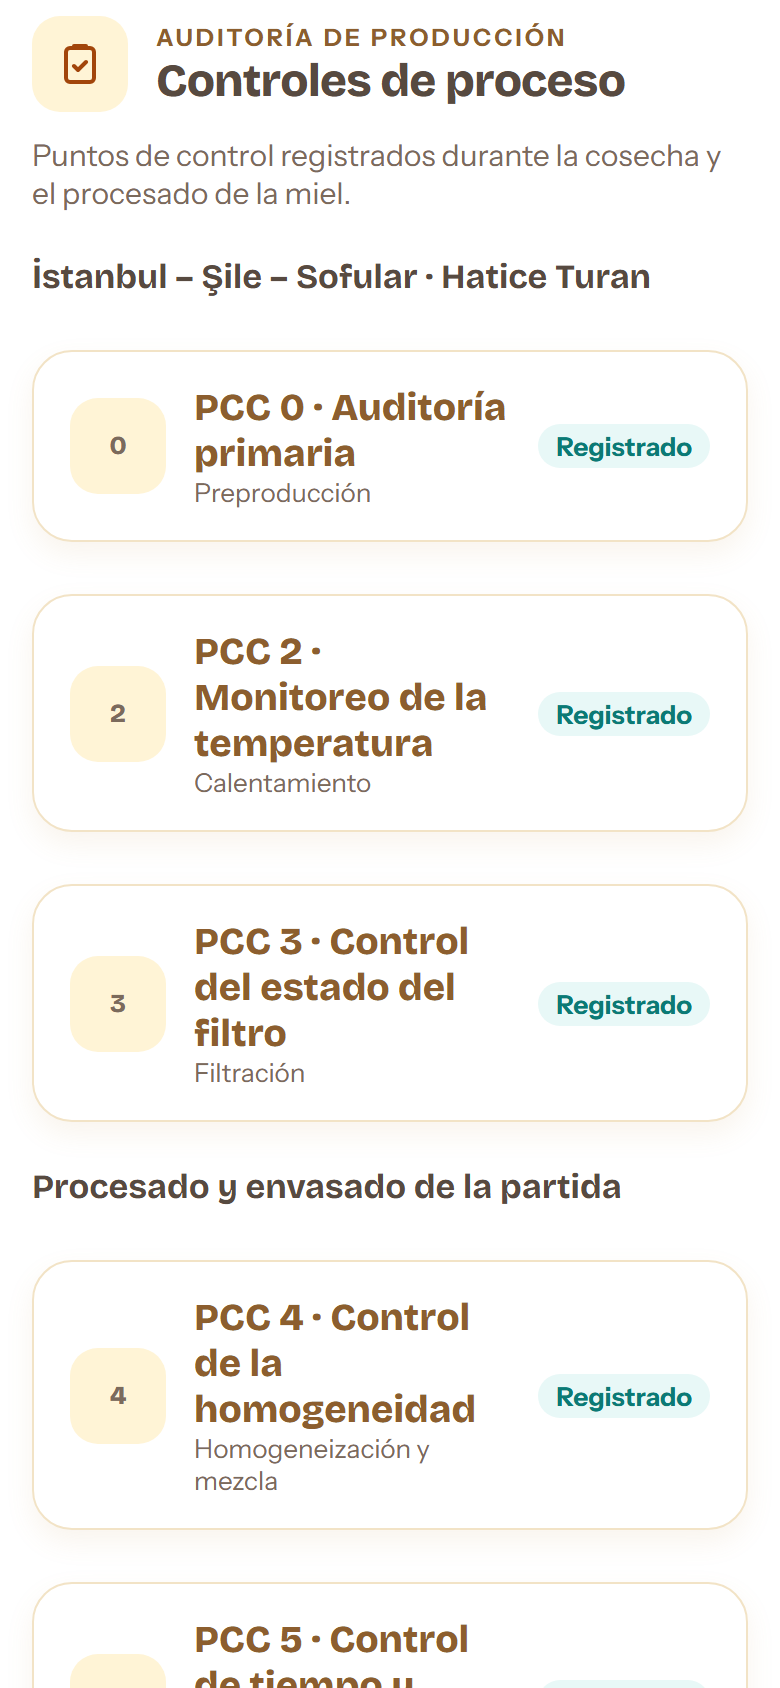 AUDITORÍA DE PRODUCCIÓN
Controles de proceso
Puntos de control registrados durante la cosecha y
el procesado de la miel.
İstanbul – Şile – Sofular · Hatice Turan
0
PCC 0 · Auditoría
primaria
Preproducción
Registrado
2
PCC 2 ·
Monitoreo de la
temperatura
Calentamiento
Registrado
3
PCC 3 · Control
del estado del
filtro
Filtración
Registrado
Procesado y envasado de la partida
4
PCC 4 · Control
de la
homogeneidad
Homogeneización y
mezcla
Registrado
PCC 5 · Control
de tiempo y